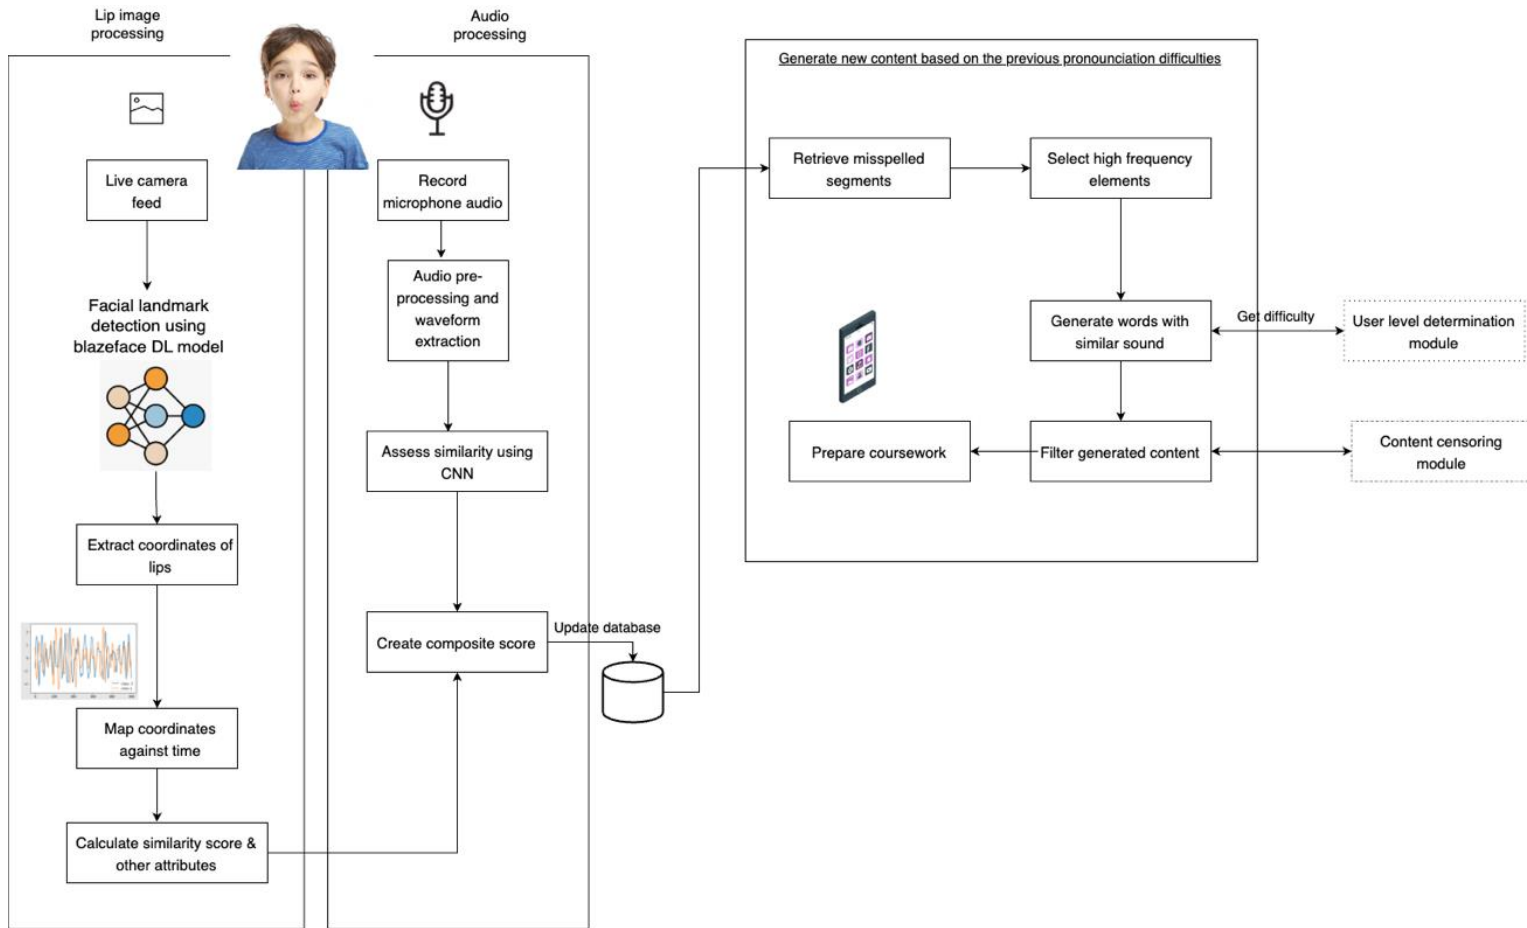 Lip image
processing
Audio
processing
Live camera
feed
Facial landmark
detection using
blazeface DL model
Extract coordinates of
lips
Map coordinates
against time
Calculate similarity score &
other attributes
Record
microphone audio
Audio pre-
processing and
waveform
extraction
Assess similarity using
CNN
Create composite score
Update database
Generate new content based on the previous pronounciation difficulties
Retrieve misspelled
segments
Select high frequency
elements
Generate words with
similar sound
Get difficulty
User level determination
module
Prepare coursework
Filter generated content
Content censoring
module